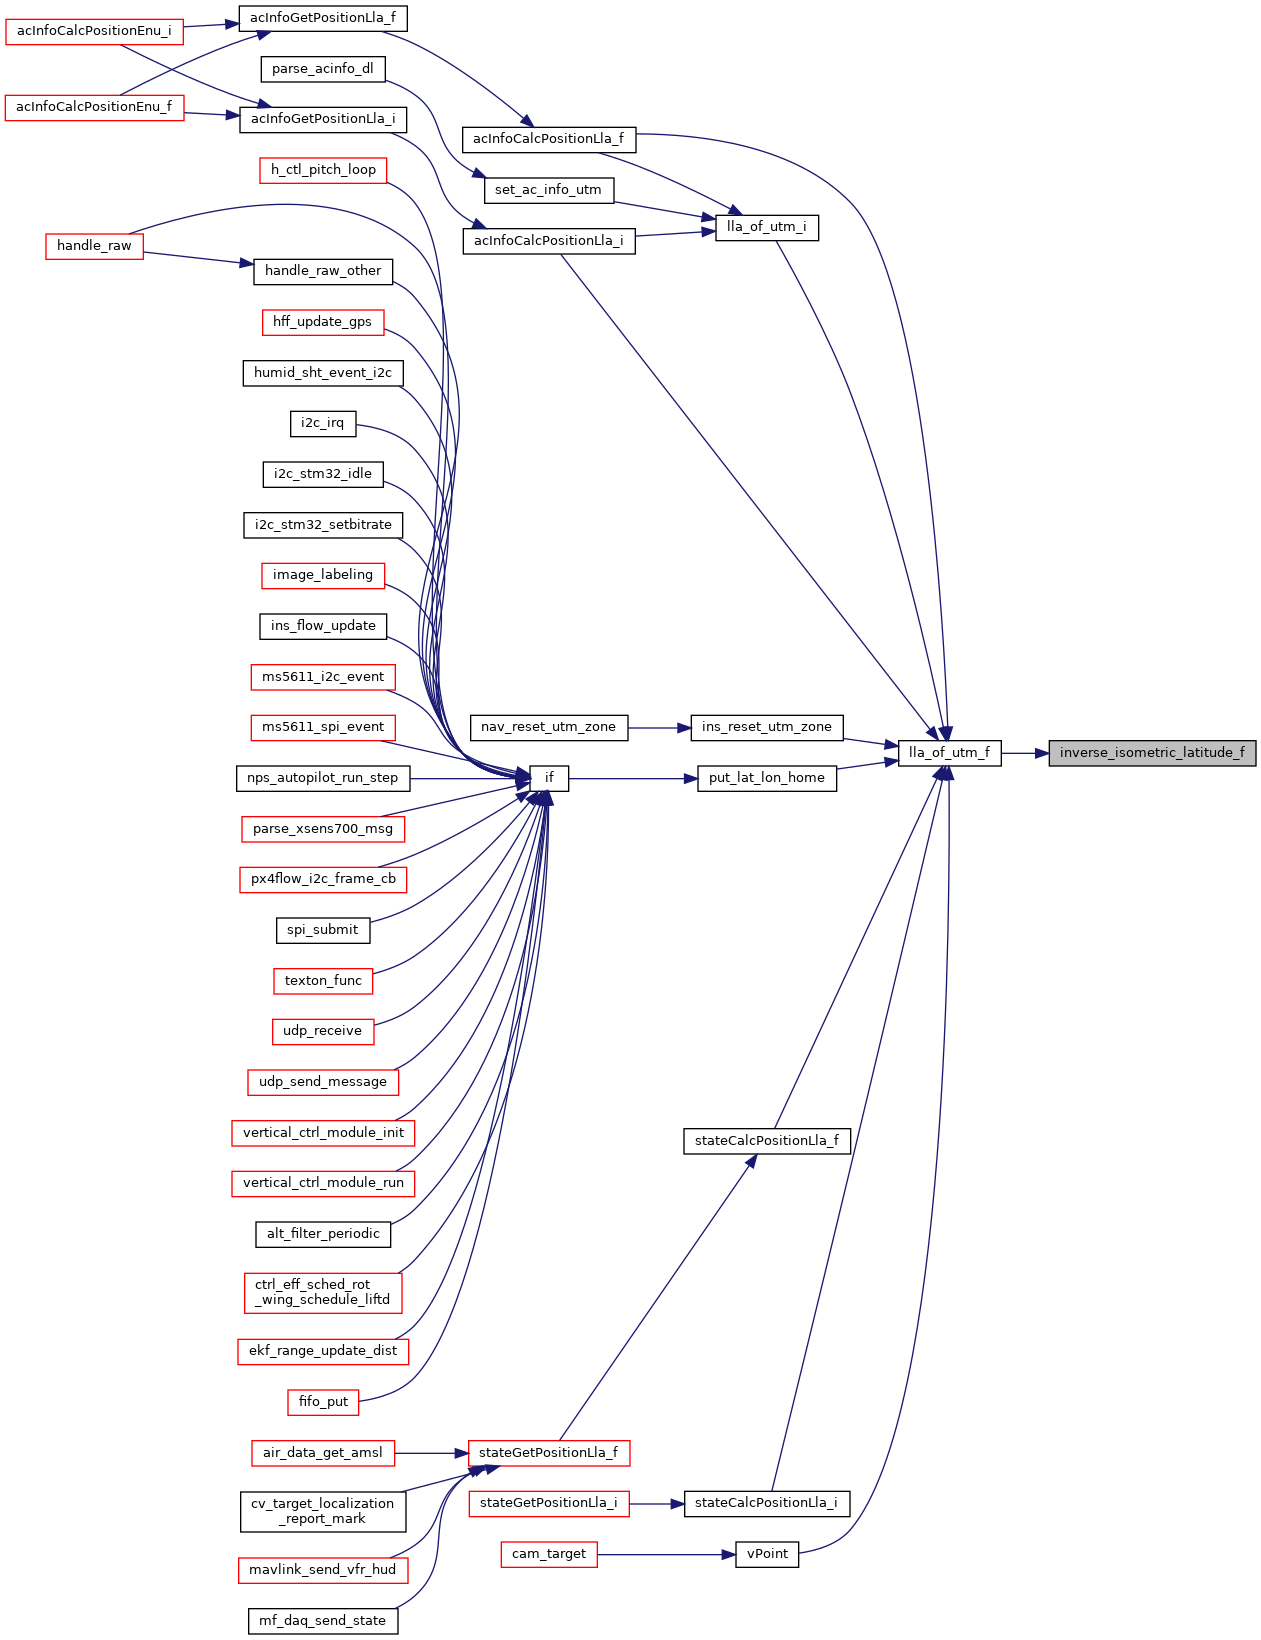 acInfoGetPositionLla_f
acInfoCalcPositionEnu_i
parse_acinfo_dl
acInfoCalcPositionEnu_f
acInfoGetPositionLla_i
acInfoCalcPositionLla_f
h_ctl_pitch_loop
set_ac_info_utm
lla_of_utm_i
acInfoCalcPositionLla_i
handle_raw
handle_raw_other
hff_update_gps
humid_sht_event_i2c
i2c_irq
i2c_stm32_idle
i2c_stm32_setbitrate
image_labeling
ins_flow_update
ms5611_i2c_event
ms5611_spi_event
nav_reset_utm_zone
ins_reset_utm_zone
lla_of_utm_f
inverse_isometric_latitude_f
nps_autopilot_run_step
if
put_lat_lon_home
parse_xsens700_msg
px4flow_i2c_frame_cb
spi_submit
texton_func
udp_receive
udp_send_message
vertical_ctrl_module_init
stateCalcPositionLla_f
vertical_ctrl_module_run
alt_filter_periodic
ctrl_eff_sched_rot
_wing_schedule_liftd
ekf_range_update_dist
fifo_put
air_data_get_amsl
stateGetPositionLla_f
cv_target_localization
_report_mark
stateGetPositionLla_i
stateCalcPositionLla_i
mavlink_send_vfr_hud
cam_target
vPoint
mf_daq_send_state